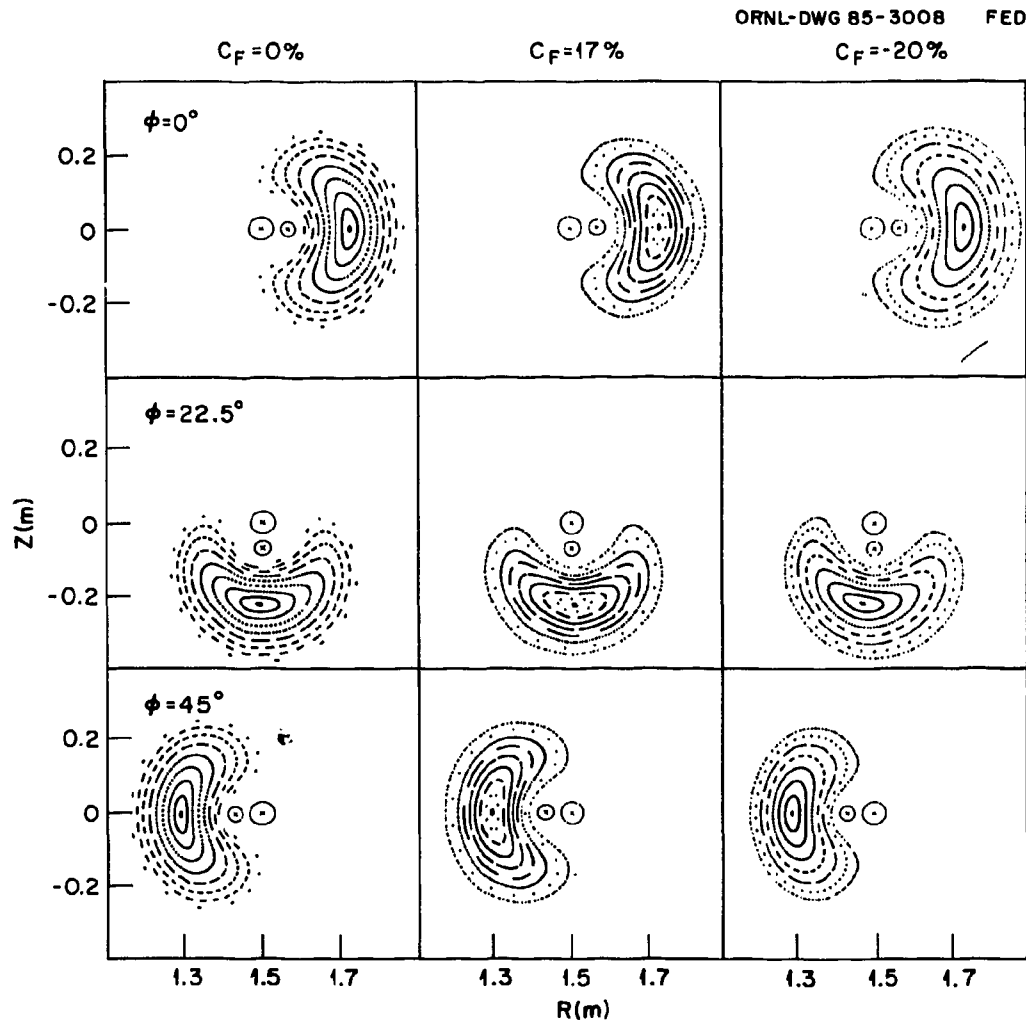 ORNL-DWG 85-3008 FED
C_F=0% C_F=17% C_F=-20%
ϕ=0°
0.2
0
-0.2
ϕ=22.5°
0.2
0
-0.2
Z(m)
ϕ=45°
0.2
0
-0.2
1.3 1.5 1.7 1.3 1.5 1.7 1.3 1.5 1.7
R(m)